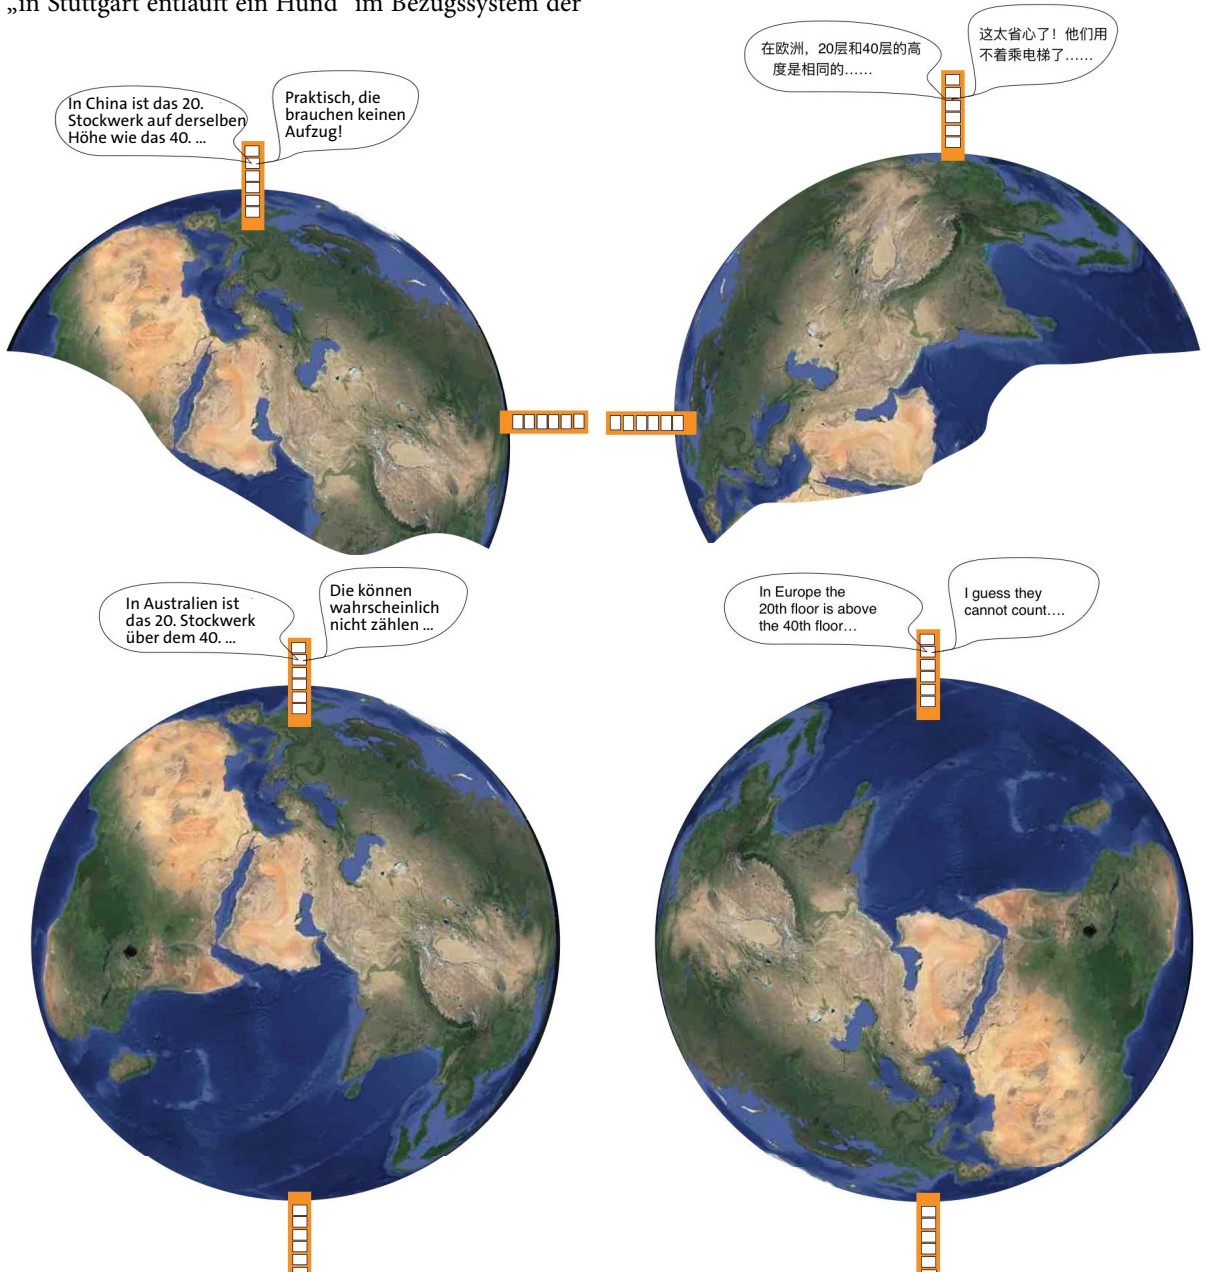 „in Stuttgart entläuft ein Hund“ im Bezugssystem der
In China ist das 20.
Stockwerk auf derselben
Höhe wie das 40. ...
Praktisch, die
brauchen keinen
Aufzug!
在欧洲，20层和40层的高
度是相同的……
这太省心了！他们用
不着乘电梯了……
In Australien ist
das 20. Stockwerk
über dem 40. ...
Die können
wahrscheinlich
nicht zählen ...
In Europe the
20th floor is above
the 40th floor…
I guess they
cannot count….